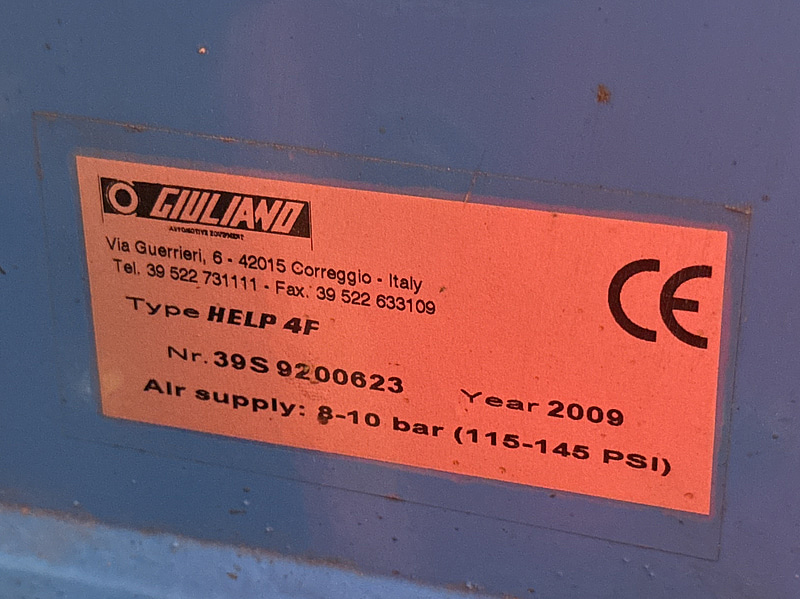 GIULIANO
AUTOMOTIVE EQUIPMENT
Via Guerrieri, 6 - 42015 Correggio - Italy
Tel. 39 522 731111 - Fax. 39 522 633109
CE
Type HELP 4F
Nr. 39S 9200623 Year 2009
Air supply: 8-10 bar (115-145 PSI)